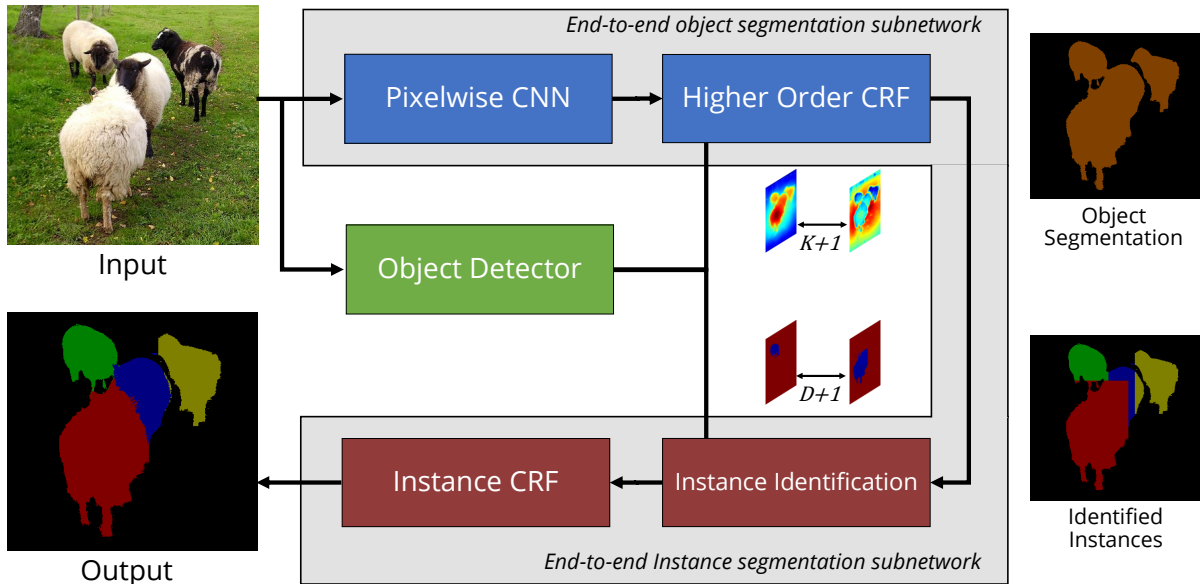 End-to-end object segmentation subnetwork
Pixelwise CNN
Higher Order CRF
Input
Object Detector
K+1
Object
Segmentation
D+1
Instance CRF
Instance Identification
Output
End-to-end Instance segmentation subnetwork
Identified
Instances